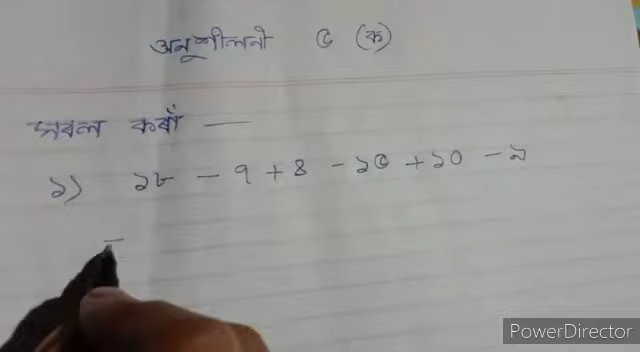 অনুশীলনী ৫ (ক)
সৰল কৰাঁ —
১) ১৮ - ৭ + ৪ - ১৫ + ১০ - ৯
PowerDirector